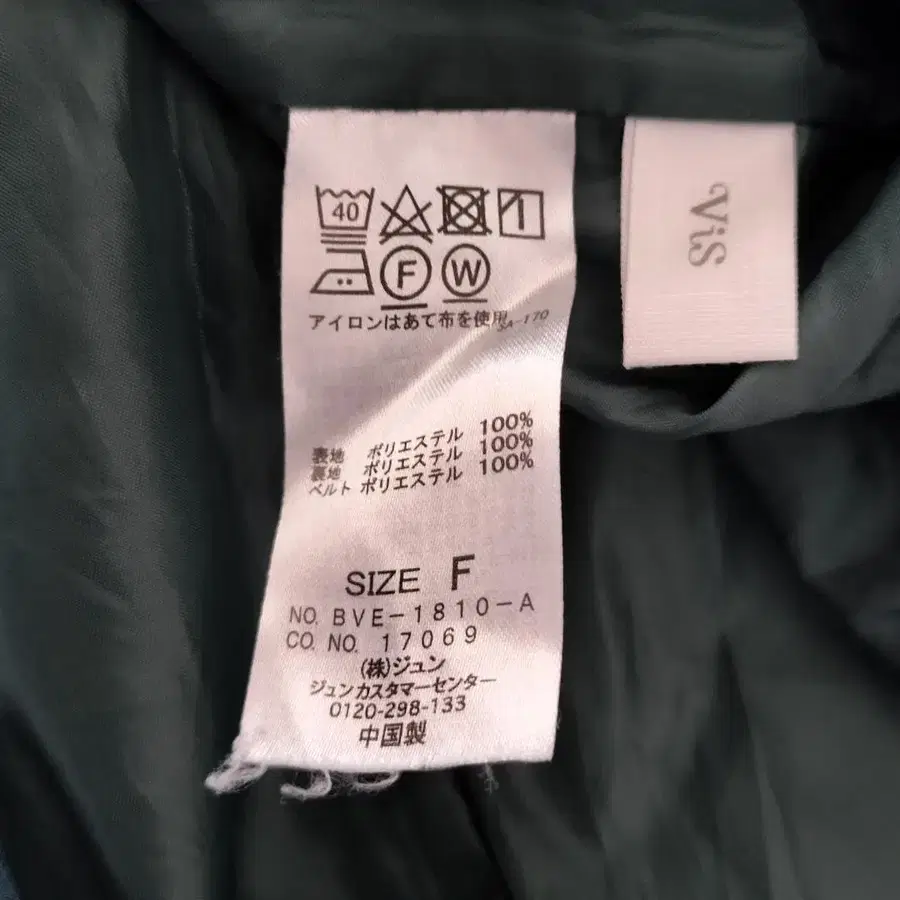 40
F W
アイロンはあて布を使用 SA-170
表地 ポリエステル 100%
裏地 ポリエステル 100%
ベルト ポリエステル 100%
SIZE F
NO. BVE-1810-A
CO. NO. 17069
(株)ジュン
ジュンカスタマーセンター
0120-298-133
中国製
ViS